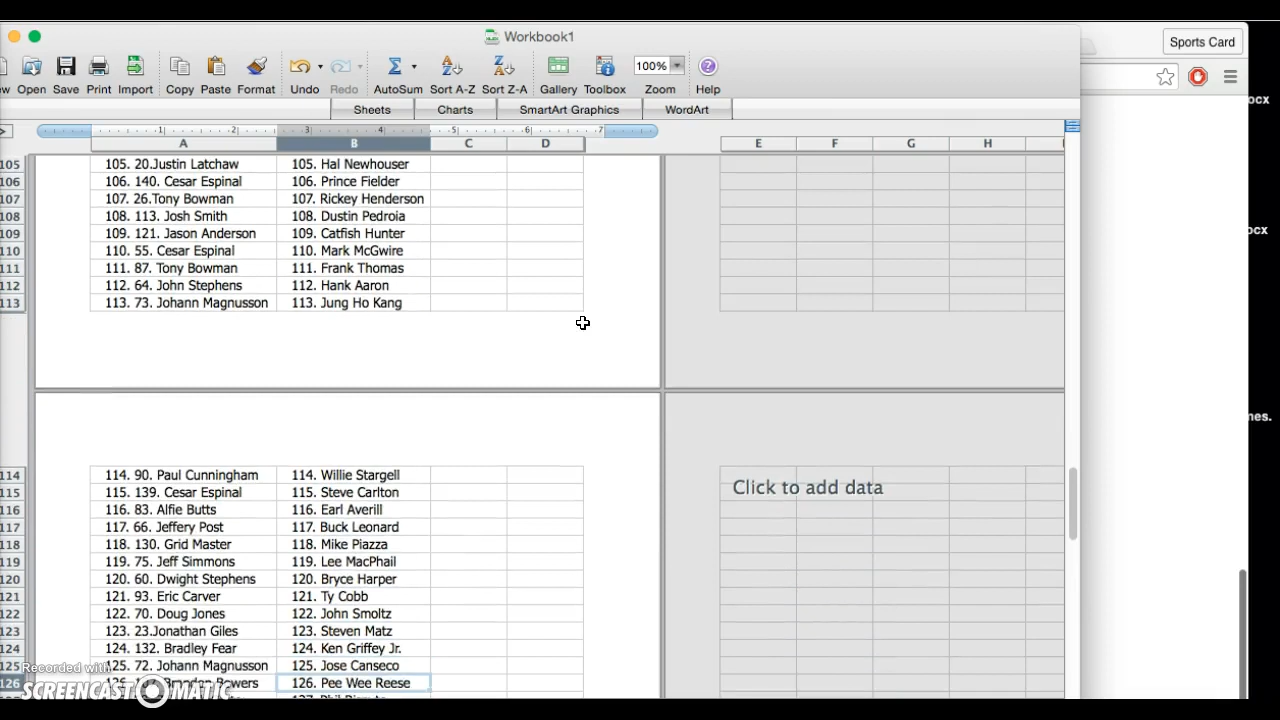 Workbook1
Sports Card
Open Save Print Import Copy Paste Format Undo Redo AutoSum Sort A-Z Sort Z-A Gallery Toolbox 100% Zoom Help
Sheets Charts SmartArt Graphics WordArt
1 2 3 4 5 6 7
A B C D E F G H
105 105. 20.Justin Latchaw 105. Hal Newhouser
106 106. 140. Cesar Espinal 106. Prince Fielder
107 107. 26.Tony Bowman 107. Rickey Henderson
108 108. 113. Josh Smith 108. Dustin Pedroia
109 109. 121. Jason Anderson 109. Catfish Hunter
110 110. 55. Cesar Espinal 110. Mark McGwire
111 111. 87. Tony Bowman 111. Frank Thomas
112 112. 64. John Stephens 112. Hank Aaron
113 113. 73. Johann Magnusson 113. Jung Ho Kang
114 114. 90. Paul Cunningham 114. Willie Stargell
115 115. 139. Cesar Espinal 115. Steve Carlton Click to add data
116 116. 83. Alfie Butts 116. Earl Averill
117 117. 66. Jeffery Post 117. Buck Leonard
118 118. 130. Grid Master 118. Mike Piazza
119 119. 75. Jeff Simmons 119. Lee MacPhail
120 120. 60. Dwight Stephens 120. Bryce Harper
121 121. 93. Eric Carver 121. Ty Cobb
122 122. 70. Doug Jones 122. John Smoltz
123 123. 23.Jonathan Giles 123. Steven Matz
124 124. 132. Bradley Fear 124. Ken Griffey Jr.
125 125. 72. Johann Magnusson 125. Jose Canseco
126 126. Pee Wee Reese
Recorded with
SCREENCAST MATIC
ocx
ocx
mes.